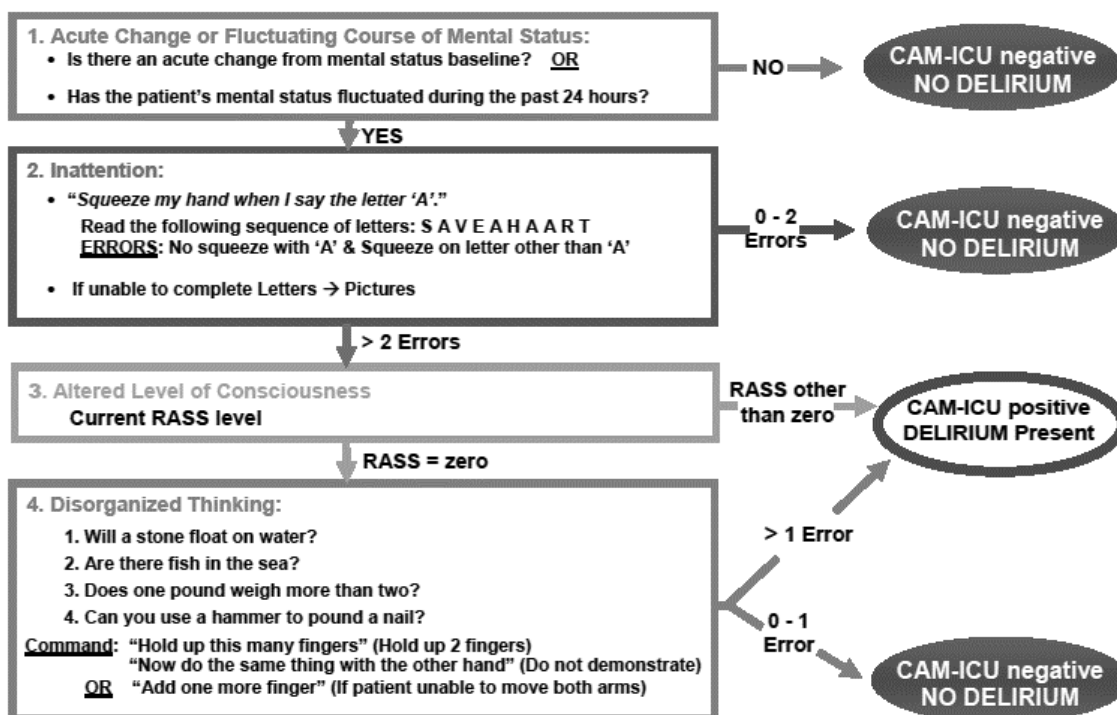 1. Acute Change or Fluctuating Course of Mental Status:
• Is there an acute change from mental status baseline? OR
• Has the patient’s mental status fluctuated during the past 24 hours?
NO
CAM-ICU negative
NO DELIRIUM
YES
2. Inattention:
• “Squeeze my hand when I say the letter ‘A’.”
Read the following sequence of letters: S A V E A H A A R T
ERRORS: No squeeze with ‘A’ & Squeeze on letter other than ‘A’
• If unable to complete Letters → Pictures
0 - 2
Errors
CAM-ICU negative
NO DELIRIUM
> 2 Errors
3. Altered Level of Consciousness
Current RASS level
RASS other
than zero
CAM-ICU positive
DELIRIUM Present
RASS = zero
4. Disorganized Thinking:
1. Will a stone float on water?
2. Are there fish in the sea?
3. Does one pound weigh more than two?
4. Can you use a hammer to pound a nail?
Command: “Hold up this many fingers” (Hold up 2 fingers)
“Now do the same thing with the other hand” (Do not demonstrate)
OR “Add one more finger” (If patient unable to move both arms)
> 1 Error
0 - 1
Error
CAM-ICU negative
NO DELIRIUM